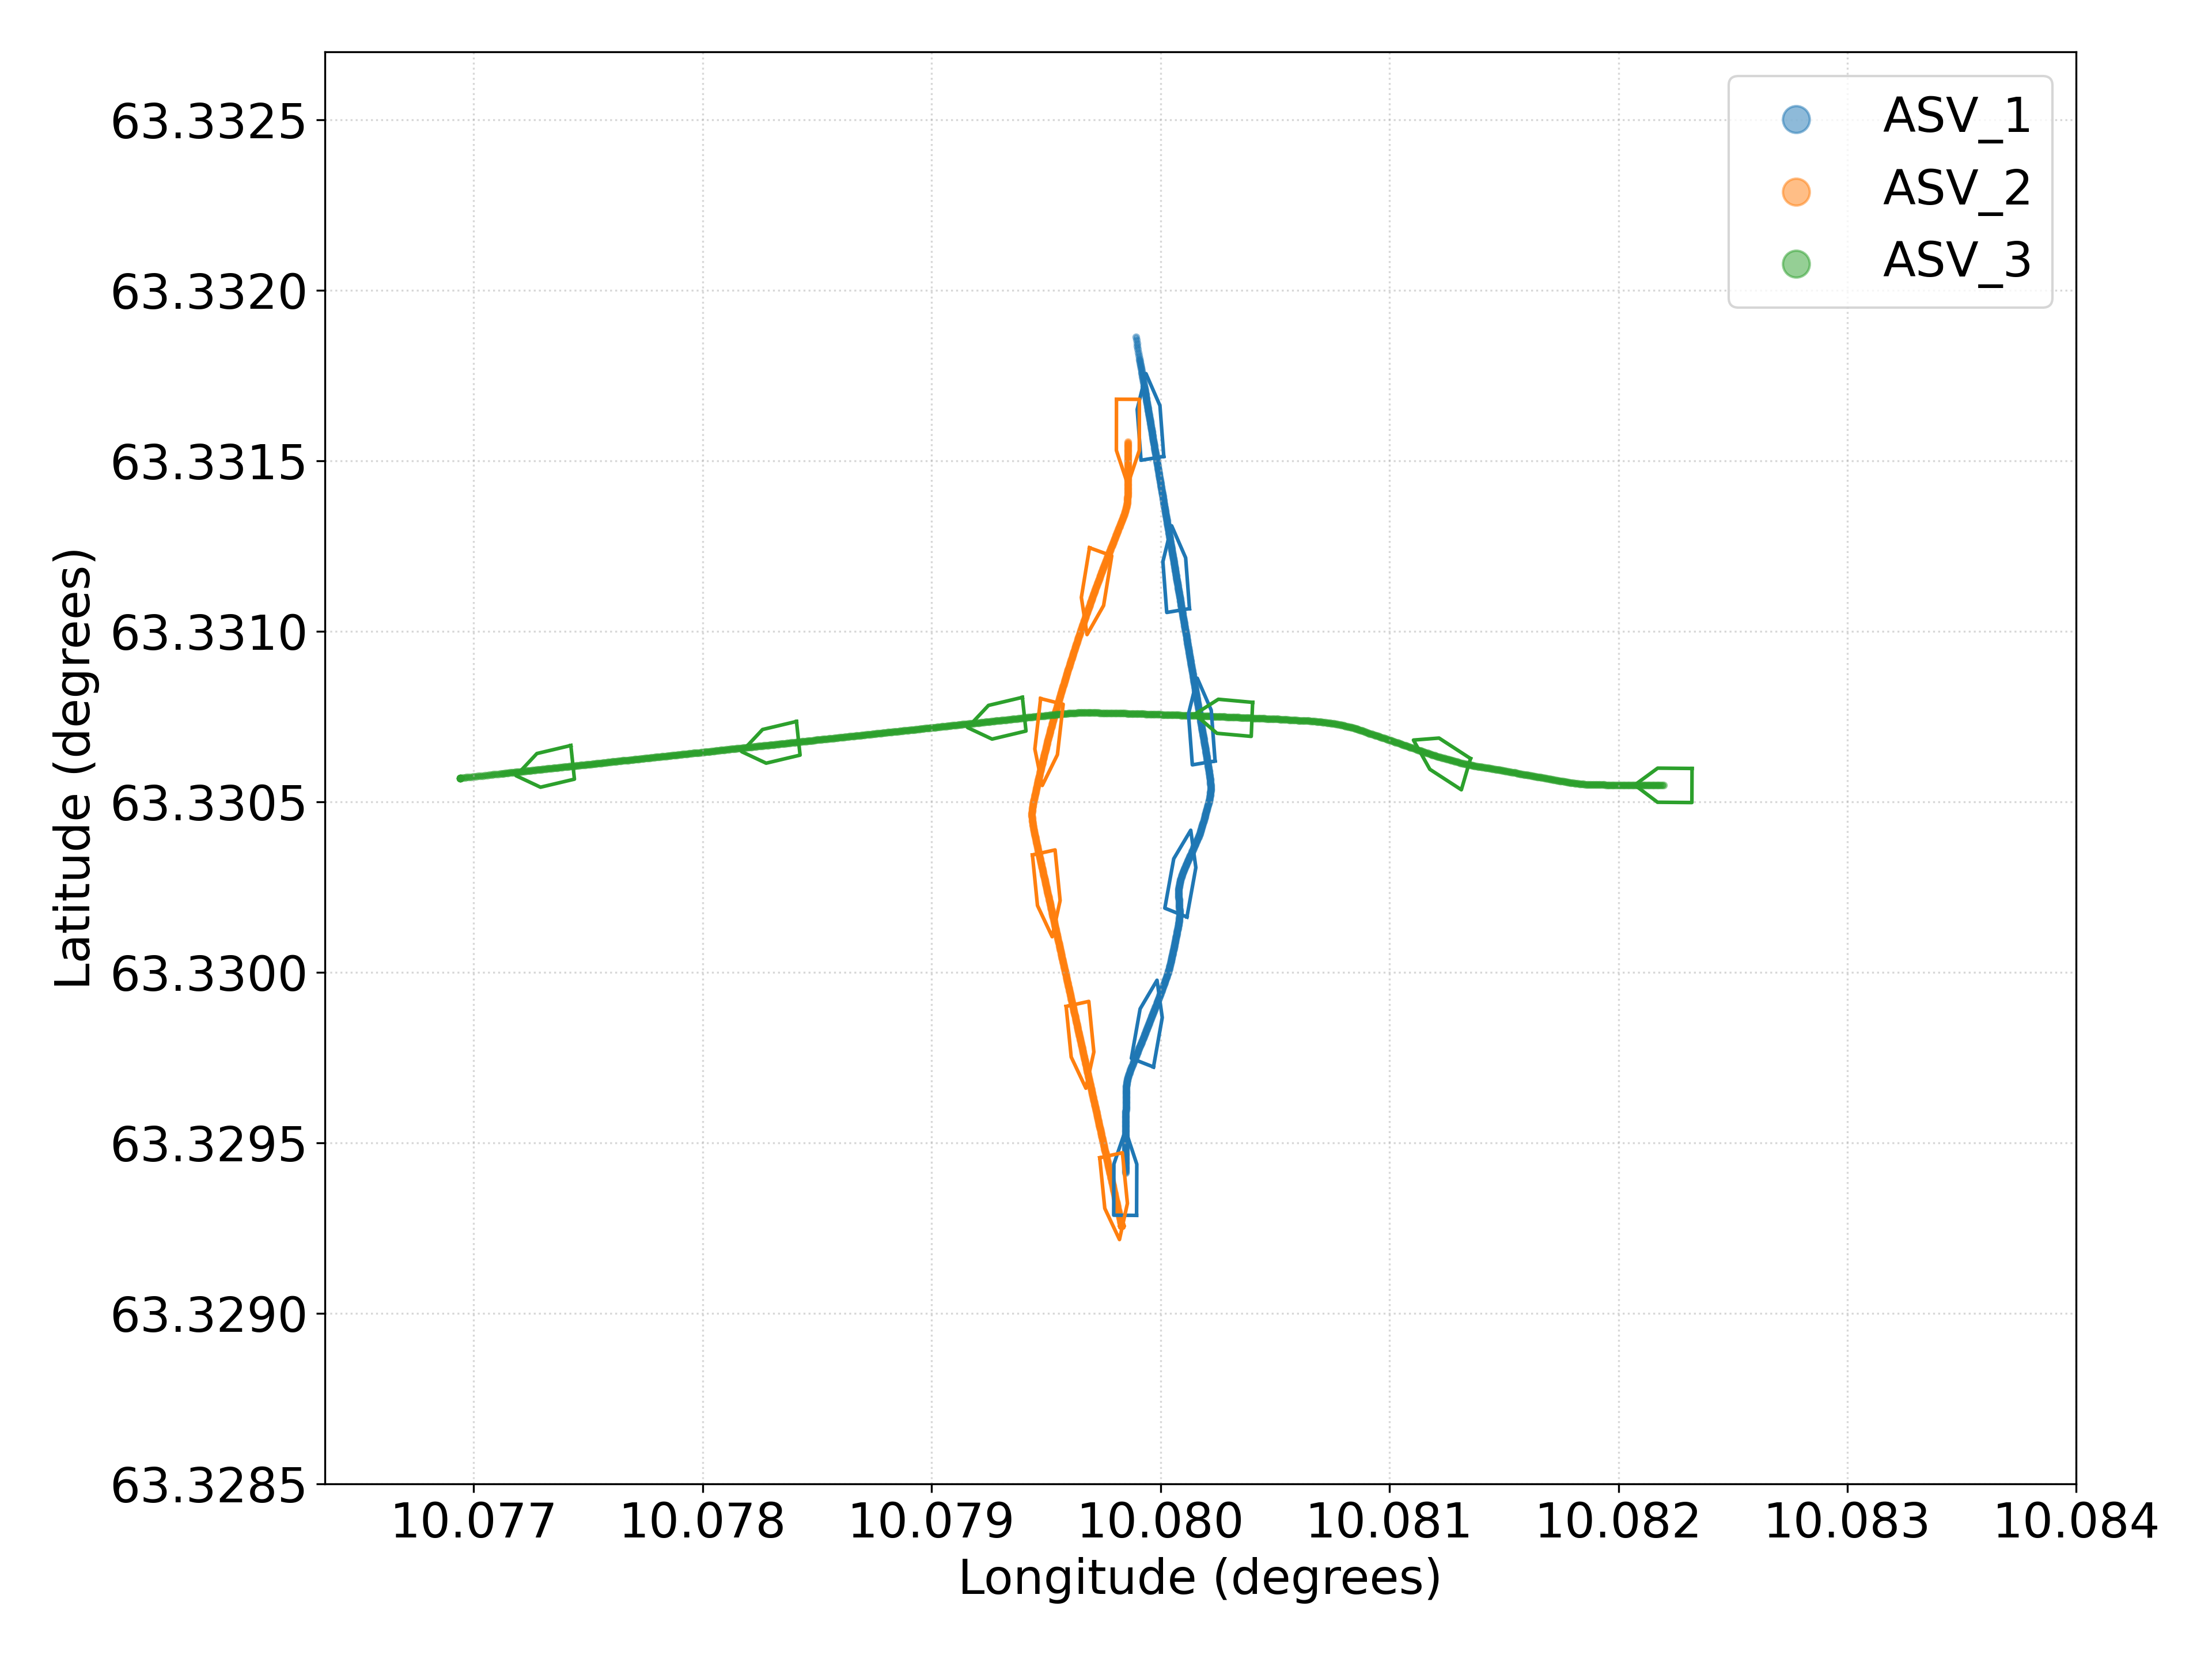 ASV_1
ASV_2
ASV_3
63.3325
63.3320
63.3315
63.3310
63.3305
63.3300
63.3295
63.3290
63.3285
Latitude (degrees)
10.077 10.078 10.079 10.080 10.081 10.082 10.083 10.084
Longitude (degrees)